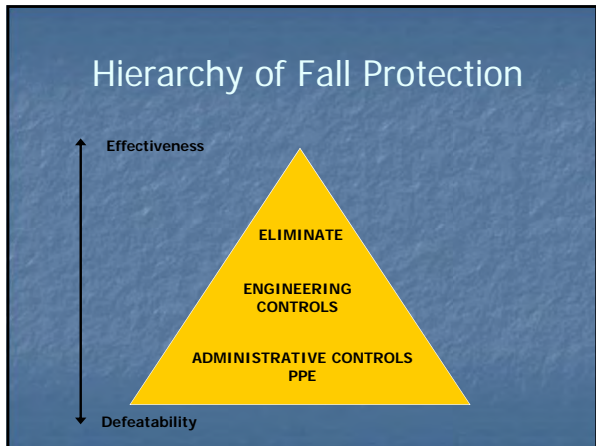 Hierarchy of Fall Protection
Effectiveness
ELIMINATE
ENGINEERING
CONTROLS
ADMINISTRATIVE CONTROLS
PPE
Defeatability